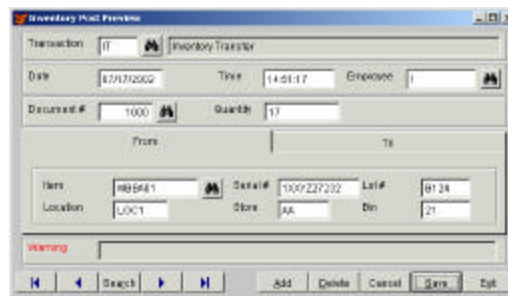 Inventory Post Preview
Transaction IT Inventory Transfer
Date 07/17/2002 Time 14:51:17 Employee
Document # 1000 Quantity 17
From To
Item Serial # Lot #
Location LOC1 Store AA Bin 21
Warning
Search Add Delete Cancel Save Exit